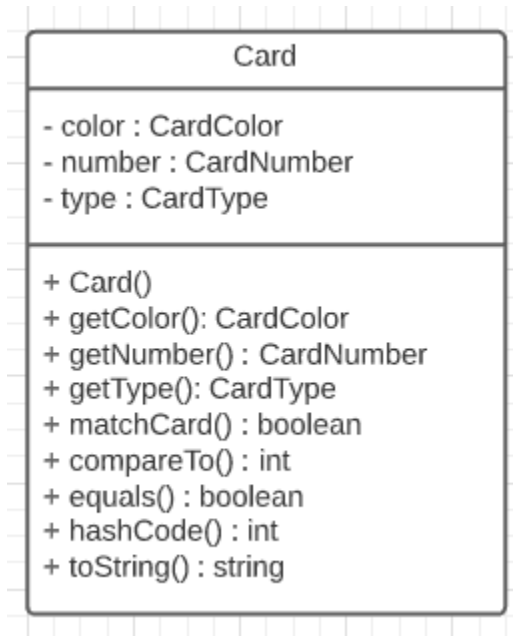 Card
- color : CardColor
- number : CardNumber
- type : CardType
+ Card()
+ getColor(): CardColor
+ getNumber() : CardNumber
+ getType(): CardType
+ matchCard() : boolean
+ compareTo() : int
+ equals() : boolean
+ hashCode() : int
+ toString() : string